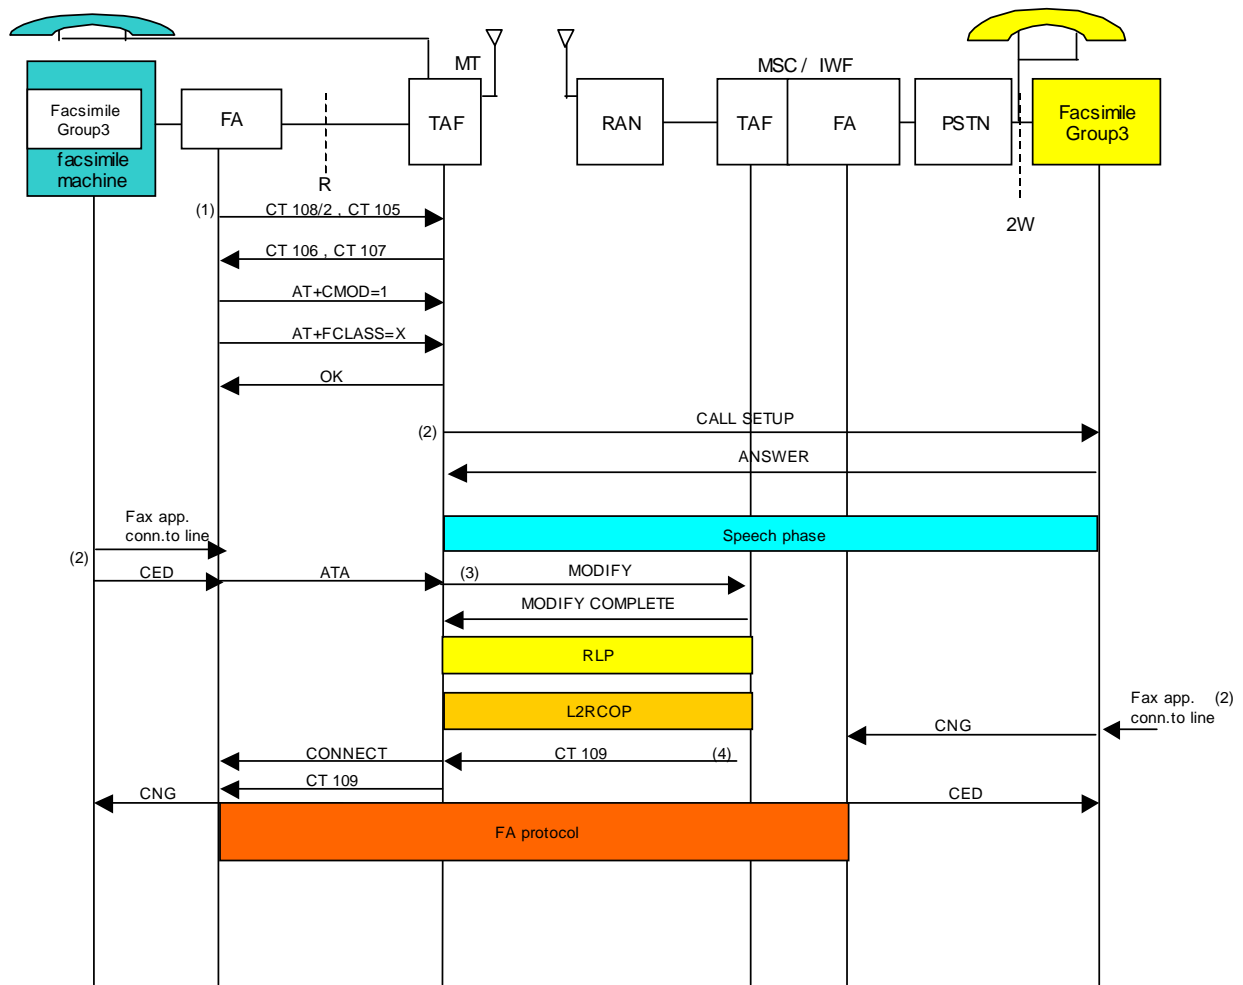 MT
MSC / IWF
Facsimile
Group3
facsimile
machine
FA
TAF
RAN
TAF
FA
PSTN
Facsimile
Group3
R
2W
(1)
CT 108/2 , CT 105
CT 106 , CT 107
AT+CMOD=1
AT+FCLASS=X
OK
(2)
CALL SETUP
ANSWER
Fax app.
conn.to line
Speech phase
(2)
CED
ATA
(3)
MODIFY
MODIFY COMPLETE
RLP
L2RCOP
Fax app. (2)
conn.to line
CNG
CONNECT
CT 109
(4)
CT 109
CNG
CED
FA protocol